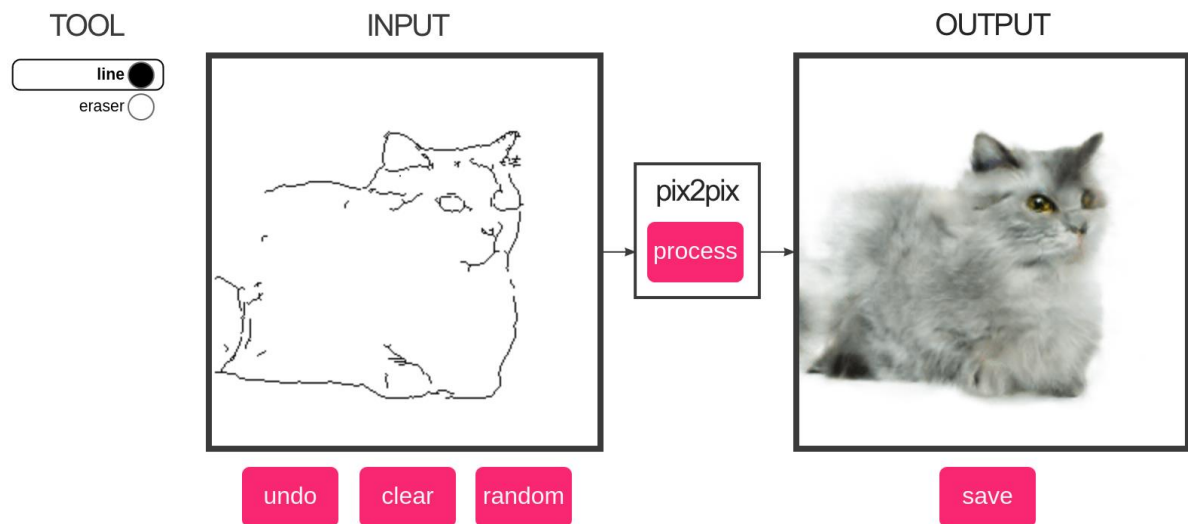 TOOL
INPUT
OUTPUT
line
eraser
pix2pix
process
undo
clear
random
save